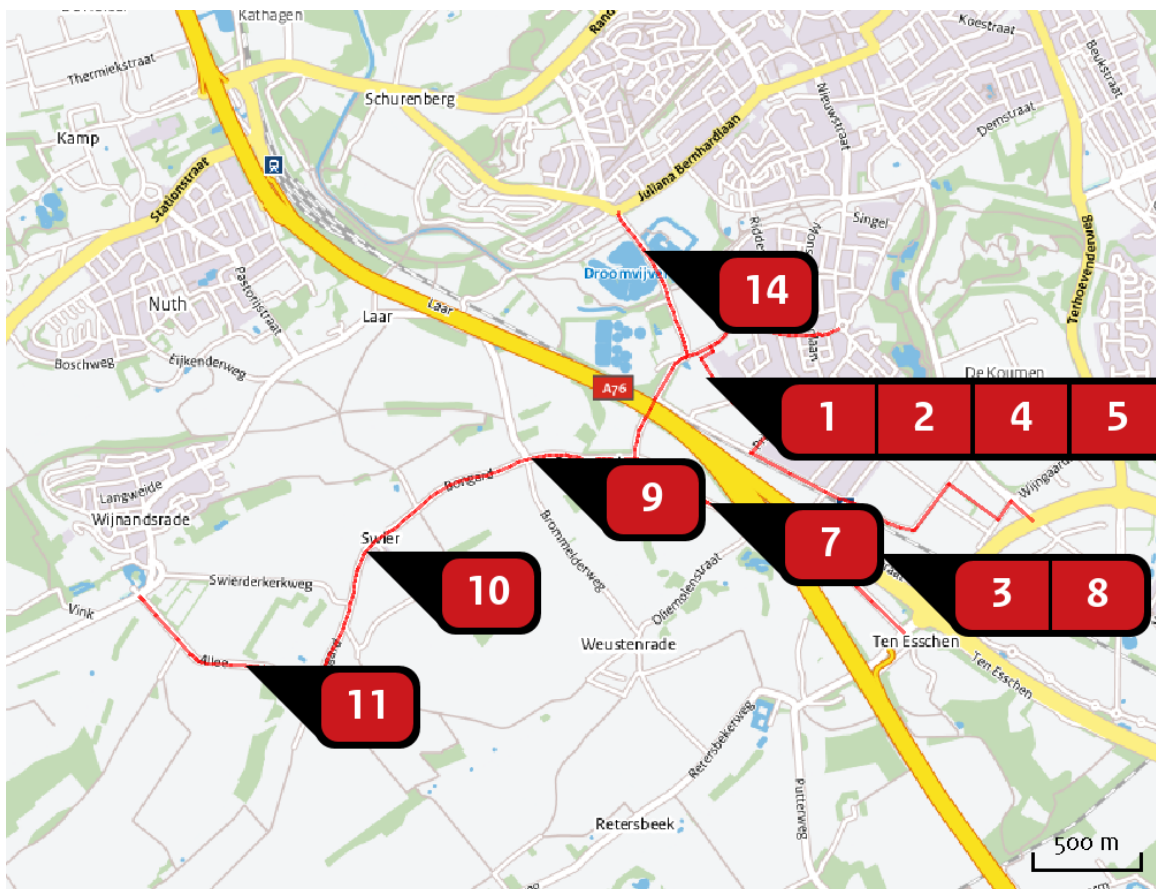 Kathagen
Thermiekstraat
Kamp
Schurenberg
Koestraat
Beukstraat
Nieuwstraat
Demstraat
Juliana Bernhardlaan
Stationstraat
Singel
Tethoevenderweg
Droomvijver
14
Nuth
Pastorijstraat
Laar
Laar
Boschweg
Eijkenderweg
A76
De Koumen
1 2 4 5
Langweide
Wijnandsrade
Bongard
9
Wijngaard
7
Swier
Swierderkerkweg
10
Brommelderweg
Oliemolenstraat
3 8
Vink
Allee
Weustenrade
Ten Esschen
Ten Esschen
11
Retersbekerweg
Putterweg
Retersbeek
500 m